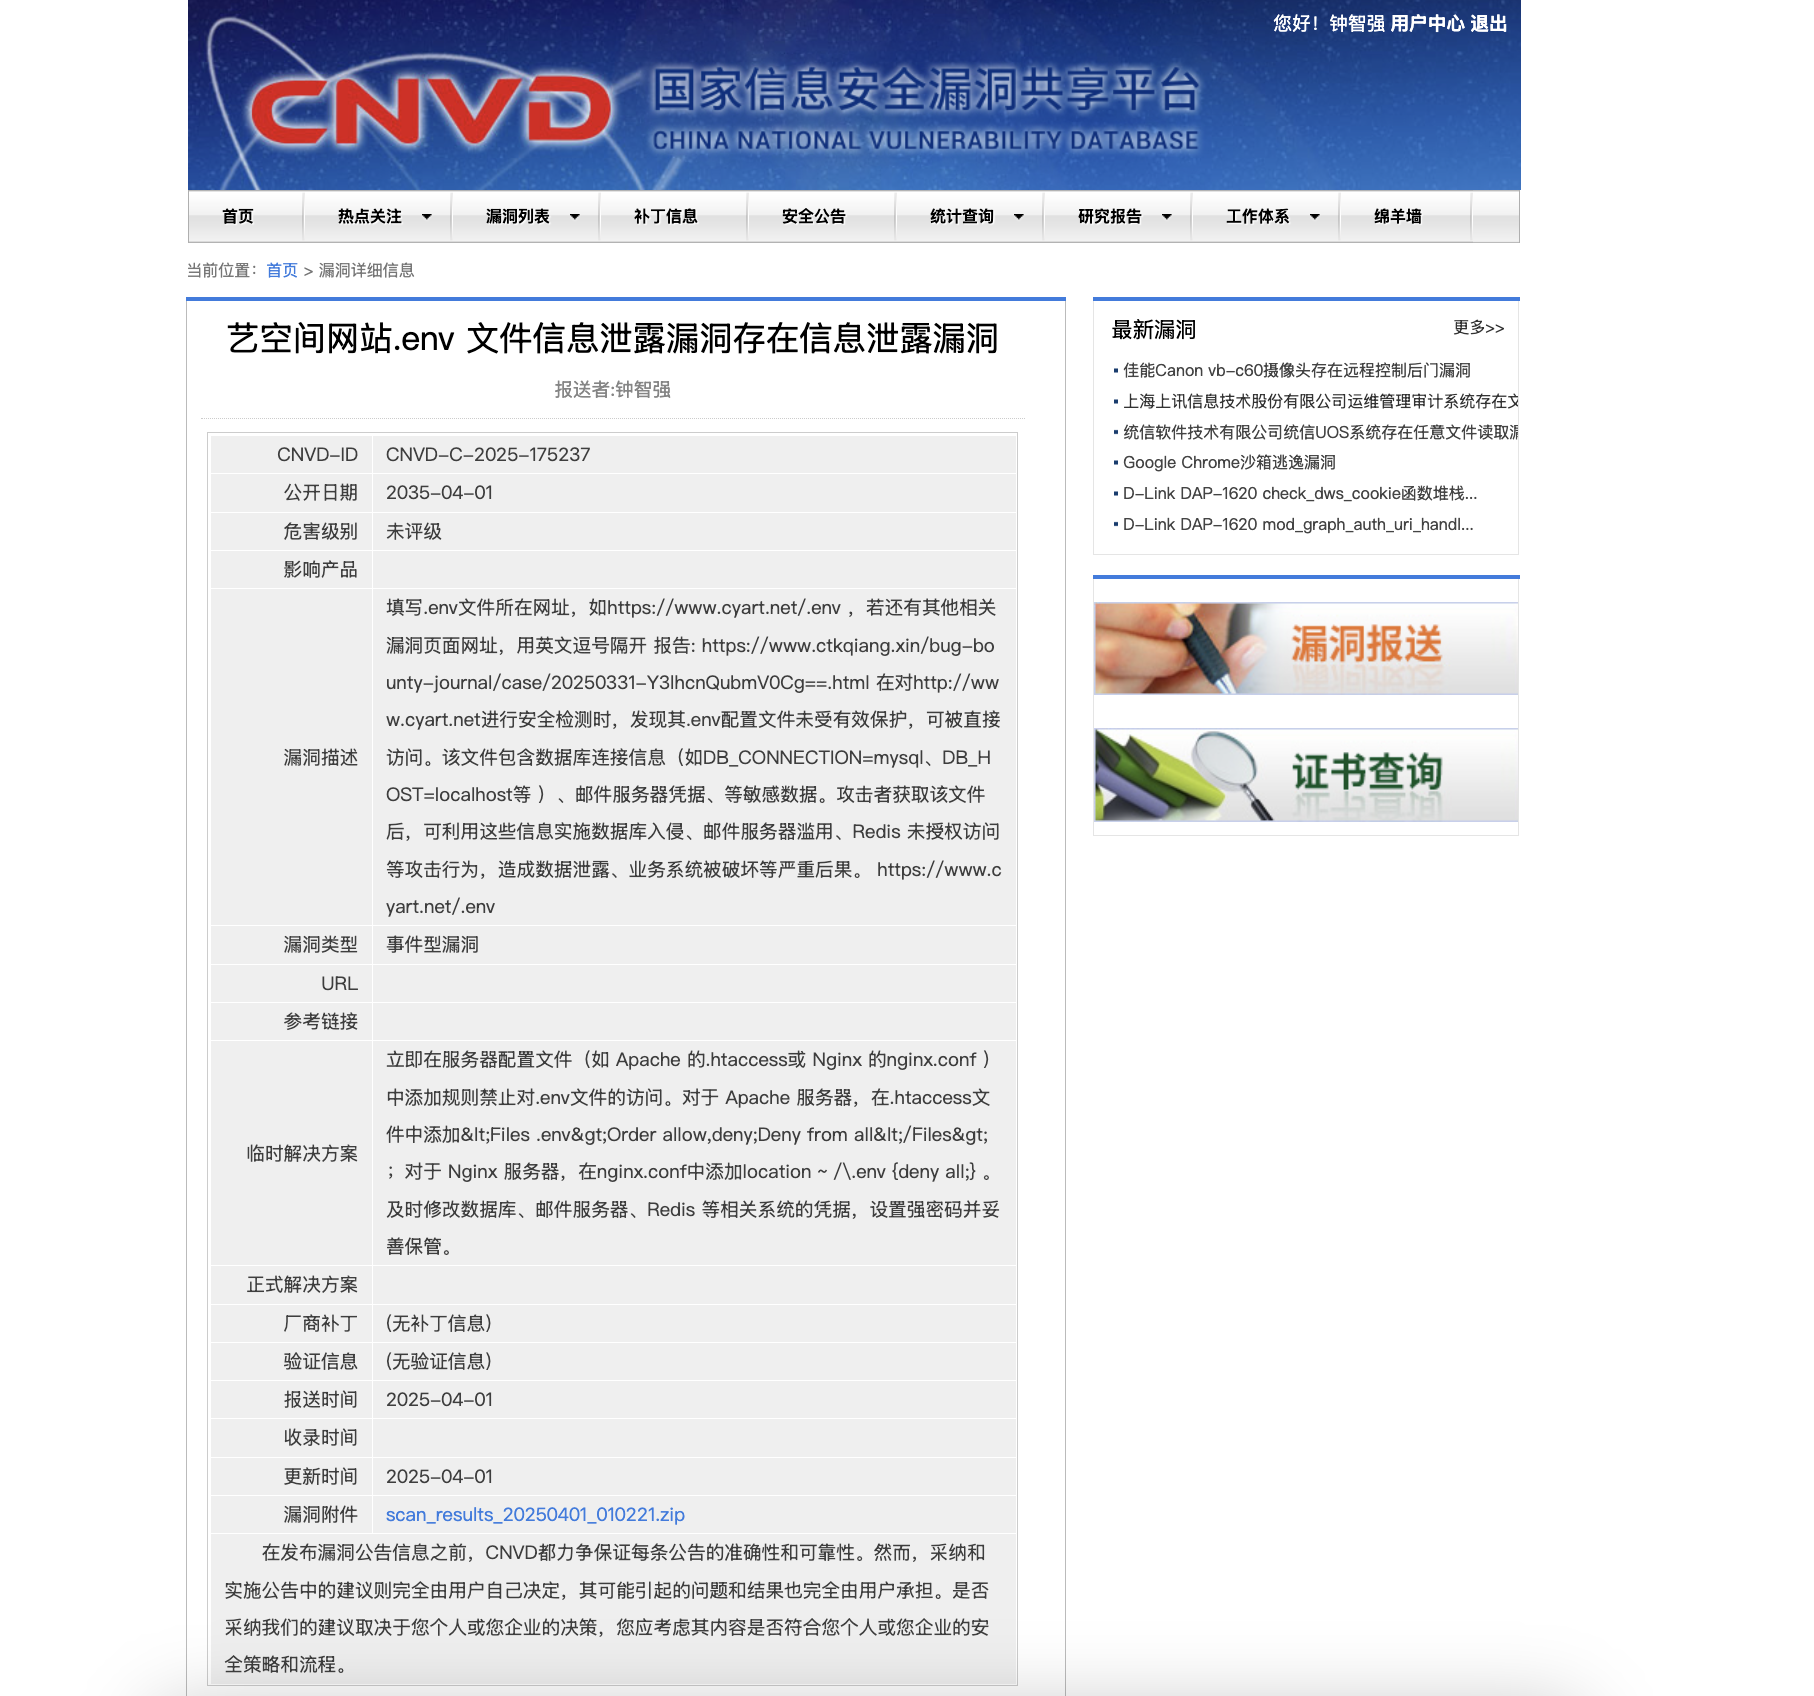 您好！钟智强 用户中心 退出
CNVD 国家信息安全漏洞共享平台
CHINA NATIONAL VULNERABILITY DATABASE
首页 热点关注 漏洞列表 补丁信息 安全公告 统计查询 研究报告 工作体系 绵羊墙
当前位置：首页 > 漏洞详细信息
艺空间网站.env 文件信息泄露漏洞存在信息泄露漏洞
报送者:钟智强
CNVD-ID CNVD-C-2025-175237
公开日期 2035-04-01
危害级别 未评级
影响产品
漏洞描述
填写.env文件所在网址，如https://www.cyart.net/.env ，若还有其他相关
漏洞页面网址，用英文逗号隔开 报告: https://www.ctkqiang.xin/bug-bo
unty-journal/case/20250331-Y3lhcnQubmV0Cg==.html 在对http://ww
w.cyart.net进行安全检测时，发现其.env配置文件未受有效保护，可被直接
访问。该文件包含数据库连接信息（如DB_CONNECTION=mysql、DB_H
OST=localhost等 ）、邮件服务器凭据、等敏感数据。攻击者获取该文件
后，可利用这些信息实施数据库入侵、邮件服务器滥用、Redis 未授权访问
等攻击行为，造成数据泄露、业务系统被破坏等严重后果。 https://www.c
yart.net/.env
漏洞类型 事件型漏洞
URL
参考链接
临时解决方案
立即在服务器配置文件（如 Apache 的.htaccess或 Nginx 的nginx.conf ）
中添加规则禁止对.env文件的访问。对于 Apache 服务器，在.htaccess文
件中添加&lt;Files .env&gt;Order allow,deny;Deny from all&lt;/Files&gt;
；对于 Nginx 服务器，在nginx.conf中添加location ~ /\.env {deny all;} 。
及时修改数据库、邮件服务器、Redis 等相关系统的凭据，设置强密码并妥
善保管。
正式解决方案
厂商补丁 (无补丁信息)
验证信息 (无验证信息)
报送时间 2025-04-01
收录时间
更新时间 2025-04-01
漏洞附件 scan_results_20250401_010221.zip
在发布漏洞公告信息之前，CNVD都力争保证每条公告的准确性和可靠性。然而，采纳和
实施公告中的建议则完全由用户自己决定，其可能引起的问题和结果也完全由用户承担。是否
采纳我们的建议取决于您个人或您企业的决策，您应考虑其内容是否符合您个人或您企业的安
全策略和流程。
最新漏洞 更多>>
佳能Canon vb-c60摄像头存在远程控制后门漏洞
上海上讯信息技术股份有限公司运维管理审计系统存在文
统信软件技术有限公司统信UOS系统存在任意文件读取漏
Google Chrome沙箱逃逸漏洞
D-Link DAP-1620 check_dws_cookie函数堆栈...
D-Link DAP-1620 mod_graph_auth_uri_handl...
漏洞报送
证书查询